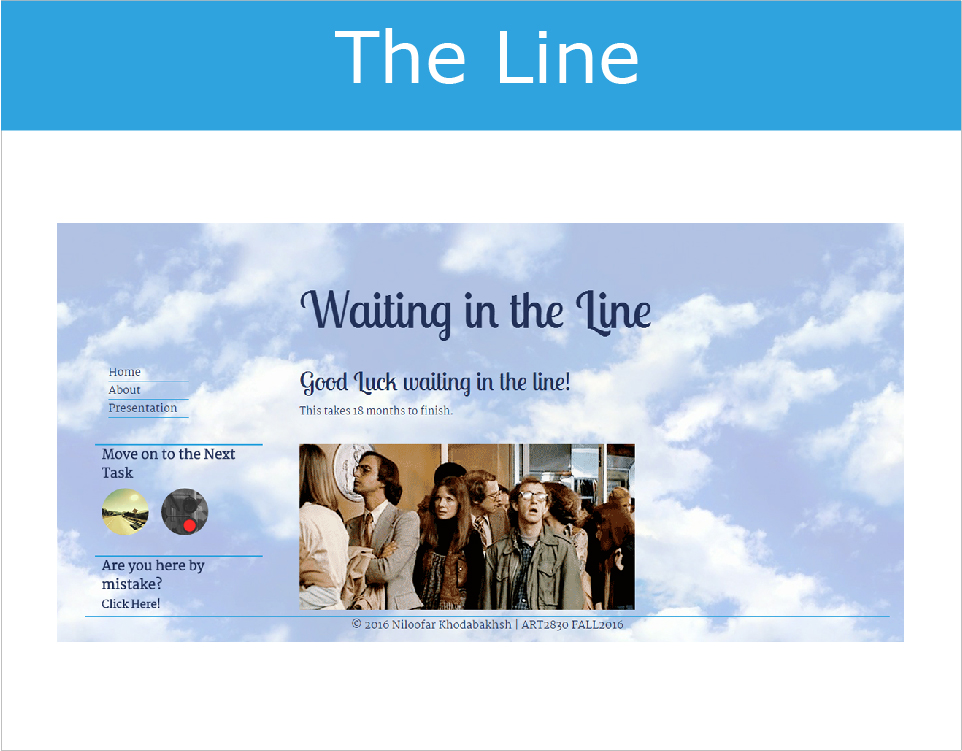 The Line
Waiting in the Line
Home
About
Presentation
Good Luck waiting in the line!
This takes 18 months to finish.
Move on to the Next
Task
Are you here by
mistake?
Click Here!
© 2016 Niloofar Khodabakhsh | ART2830 FALL2016